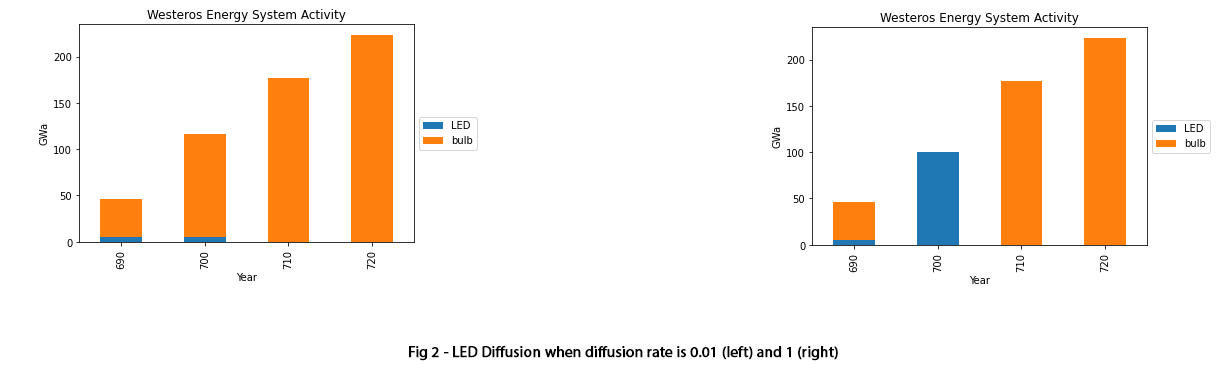 Westeros Energy System Activity
200
150
100
50
0
GWa
690
700
710
720
Year
LED
bulb
Westeros Energy System Activity
200
150
100
50
0
GWa
690
700
710
720
Year
LED
bulb
Fig 2 - LED Diffusion when diffusion rate is 0.01 (left) and 1 (right)